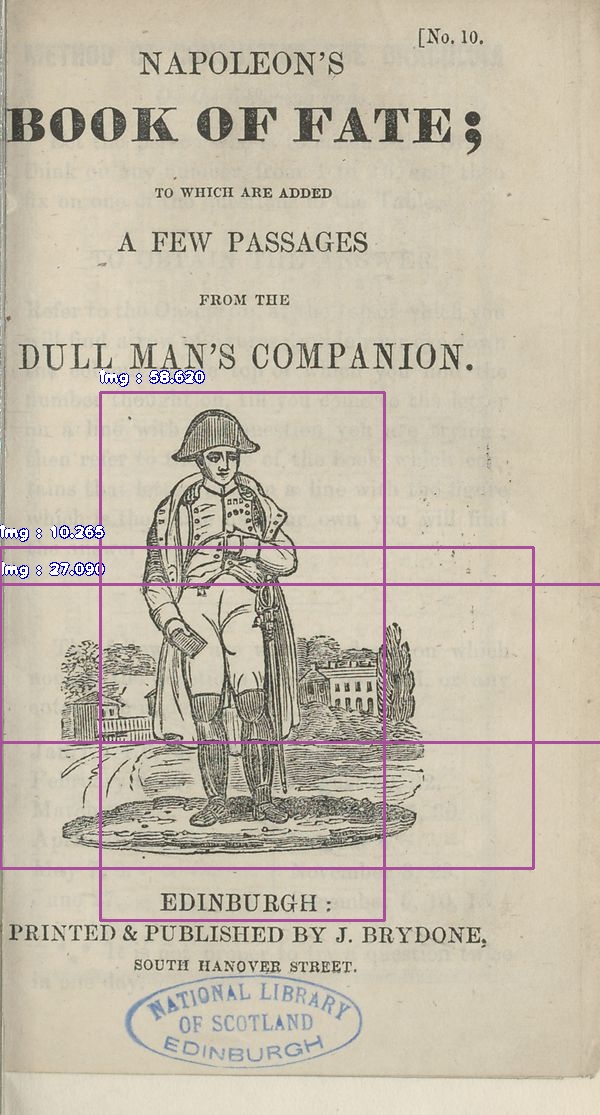 [No. 10.
NAPOLEON'S
BOOK OF FATE;
TO WHICH ARE ADDED
A FEW PASSAGES
FROM THE
DULL MAN'S COMPANION.
img : 58.620
img : 10.265
img : 27.090
EDINBURGH:
PRINTED & PUBLISHED BY J. BRYDONE,
SOUTH HANOVER STREET.
NATIONAL LIBRARY
OF SCOTLAND
EDINBURGH